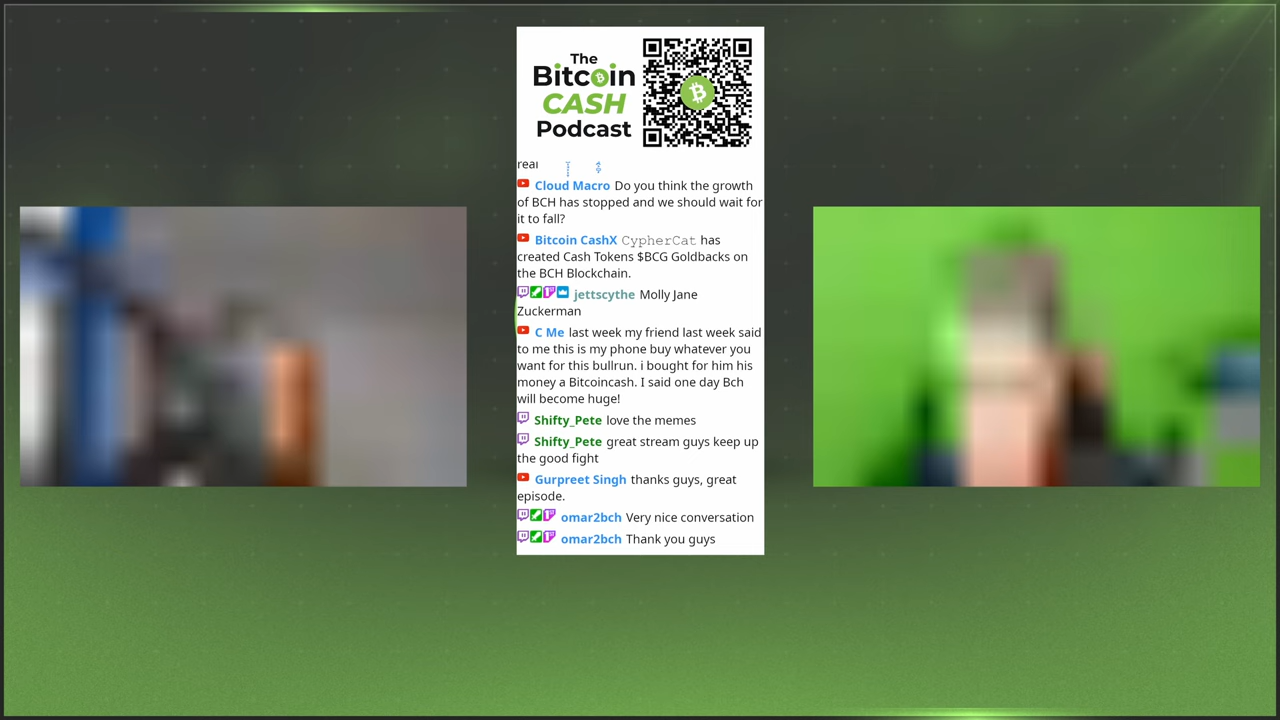 The
Bitcoin
CASH
Podcast
Cloud Macro Do you think the growth
of BCH has stopped and we should wait for
it to fall?
Bitcoin CashX 𝙲𝚢𝚙𝚑𝚎𝚛𝙲𝚊𝚝 has
created Cash Tokens $BCG Goldbacks on
the BCH Blockchain.
jettscythe Molly Jane
Zuckerman
C Me last week my friend last week said
to me this is my phone buy whatever you
want for this bullrun. i bought for him his
money a Bitcoincash. I said one day Bch
will become huge!
Shifty_Pete love the memes
Shifty_Pete great stream guys keep up
the good fight
Gurpreet Singh thanks guys, great
episode.
omar2bch Very nice conversation
omar2bch Thank you guys